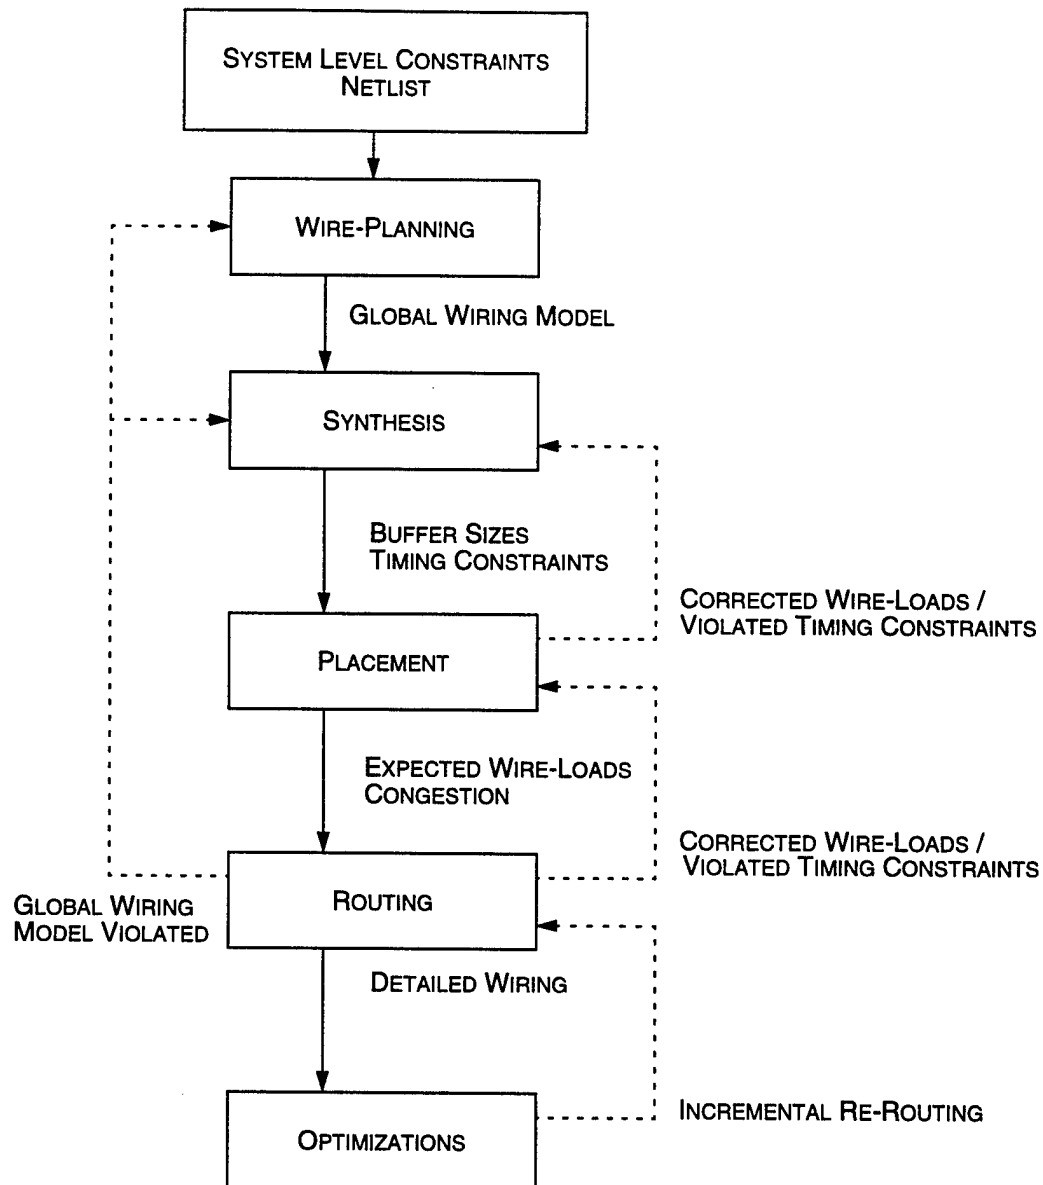 SYSTEM LEVEL CONSTRAINTS
NETLIST
WIRE-PLANNING
GLOBAL WIRING MODEL
SYNTHESIS
BUFFER SIZES
TIMING CONSTRAINTS
CORRECTED WIRE-LOADS /
VIOLATED TIMING CONSTRAINTS
PLACEMENT
EXPECTED WIRE-LOADS
CONGESTION
CORRECTED WIRE-LOADS /
VIOLATED TIMING CONSTRAINTS
ROUTING
GLOBAL WIRING
MODEL VIOLATED
DETAILED WIRING
INCREMENTAL RE-ROUTING
OPTIMIZATIONS